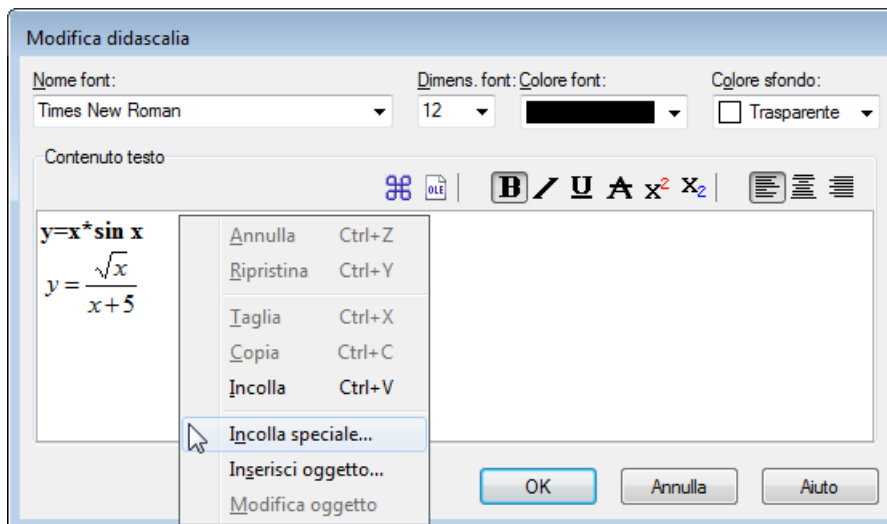 Modifica didascalia
Nome font: Dimens. font: Colore font: Colore sfondo:
Times New Roman 12 Trasparente
Contenuto testo
OLE B I U A x² x₂
y=x*sin x
y = √x / (x+5)
Annulla Ctrl+Z
Ripristina Ctrl+Y
Taglia Ctrl+X
Copia Ctrl+C
Incolla Ctrl+V
Incolla speciale...
Inserisci oggetto...
Modifica oggetto
OK Annulla Aiuto